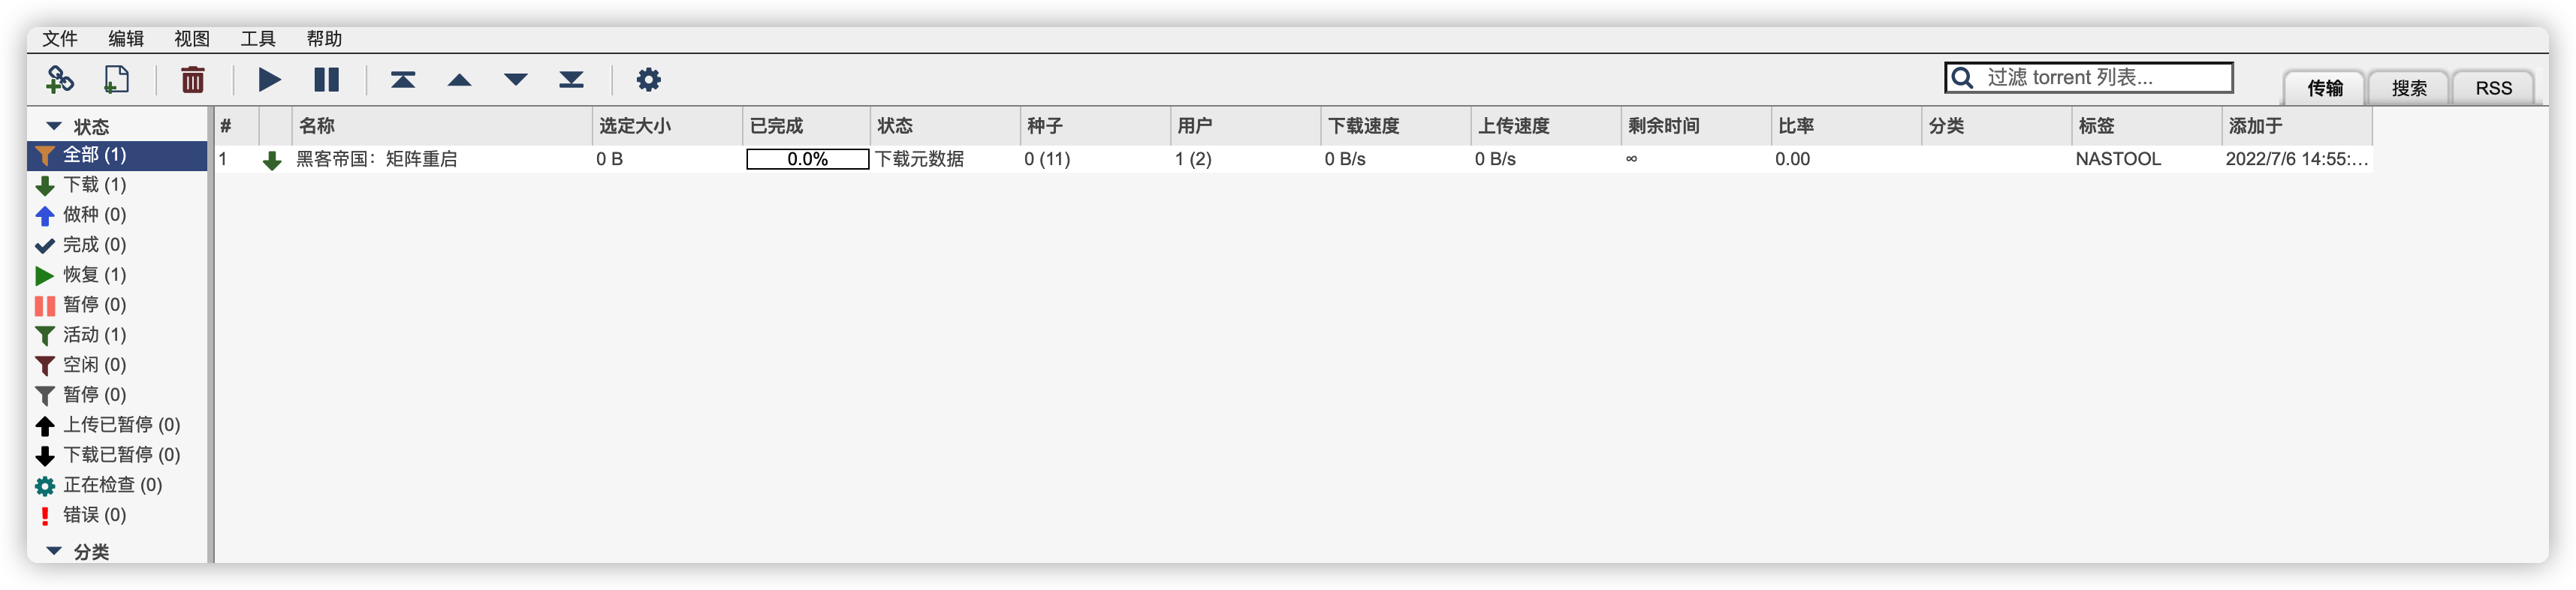 文件 编辑 视图 工具 帮助
过滤 torrent 列表...
传输 搜索 RSS
状态
全部 (1)
下载 (1)
做种 (0)
完成 (0)
恢复 (1)
暂停 (0)
活动 (1)
空闲 (0)
暂停 (0)
上传已暂停 (0)
下载已暂停 (0)
正在检查 (0)
错误 (0)
分类
# 名称 选定大小 已完成 状态 种子 用户 下载速度 上传速度 剩余时间 比率 分类 标签 添加于
1 黑客帝国：矩阵重启 0 B 0.0% 下载元数据 0 (11) 1 (2) 0 B/s 0 B/s ∞ 0.00 NASTOOL 2022/7/6 14:55:...